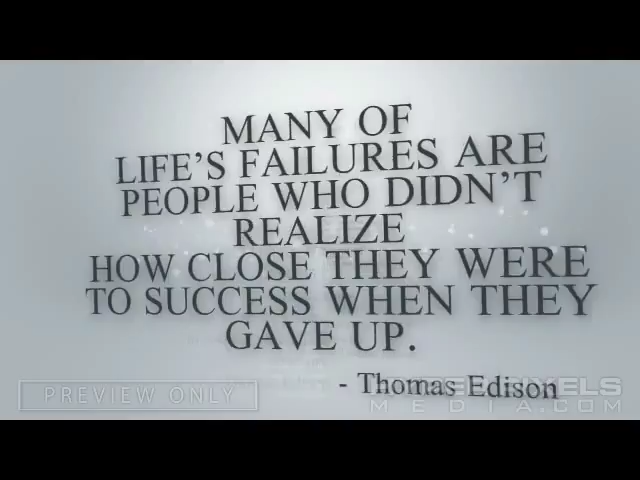 MANY OF
LIFE'S FAILURES ARE
PEOPLE WHO DIDN'T
REALIZE
HOW CLOSE THEY WERE
TO SUCCESS WHEN THEY
GAVE UP.
- Thomas Edison
PREVIEW ONLY
MEDIA.COM